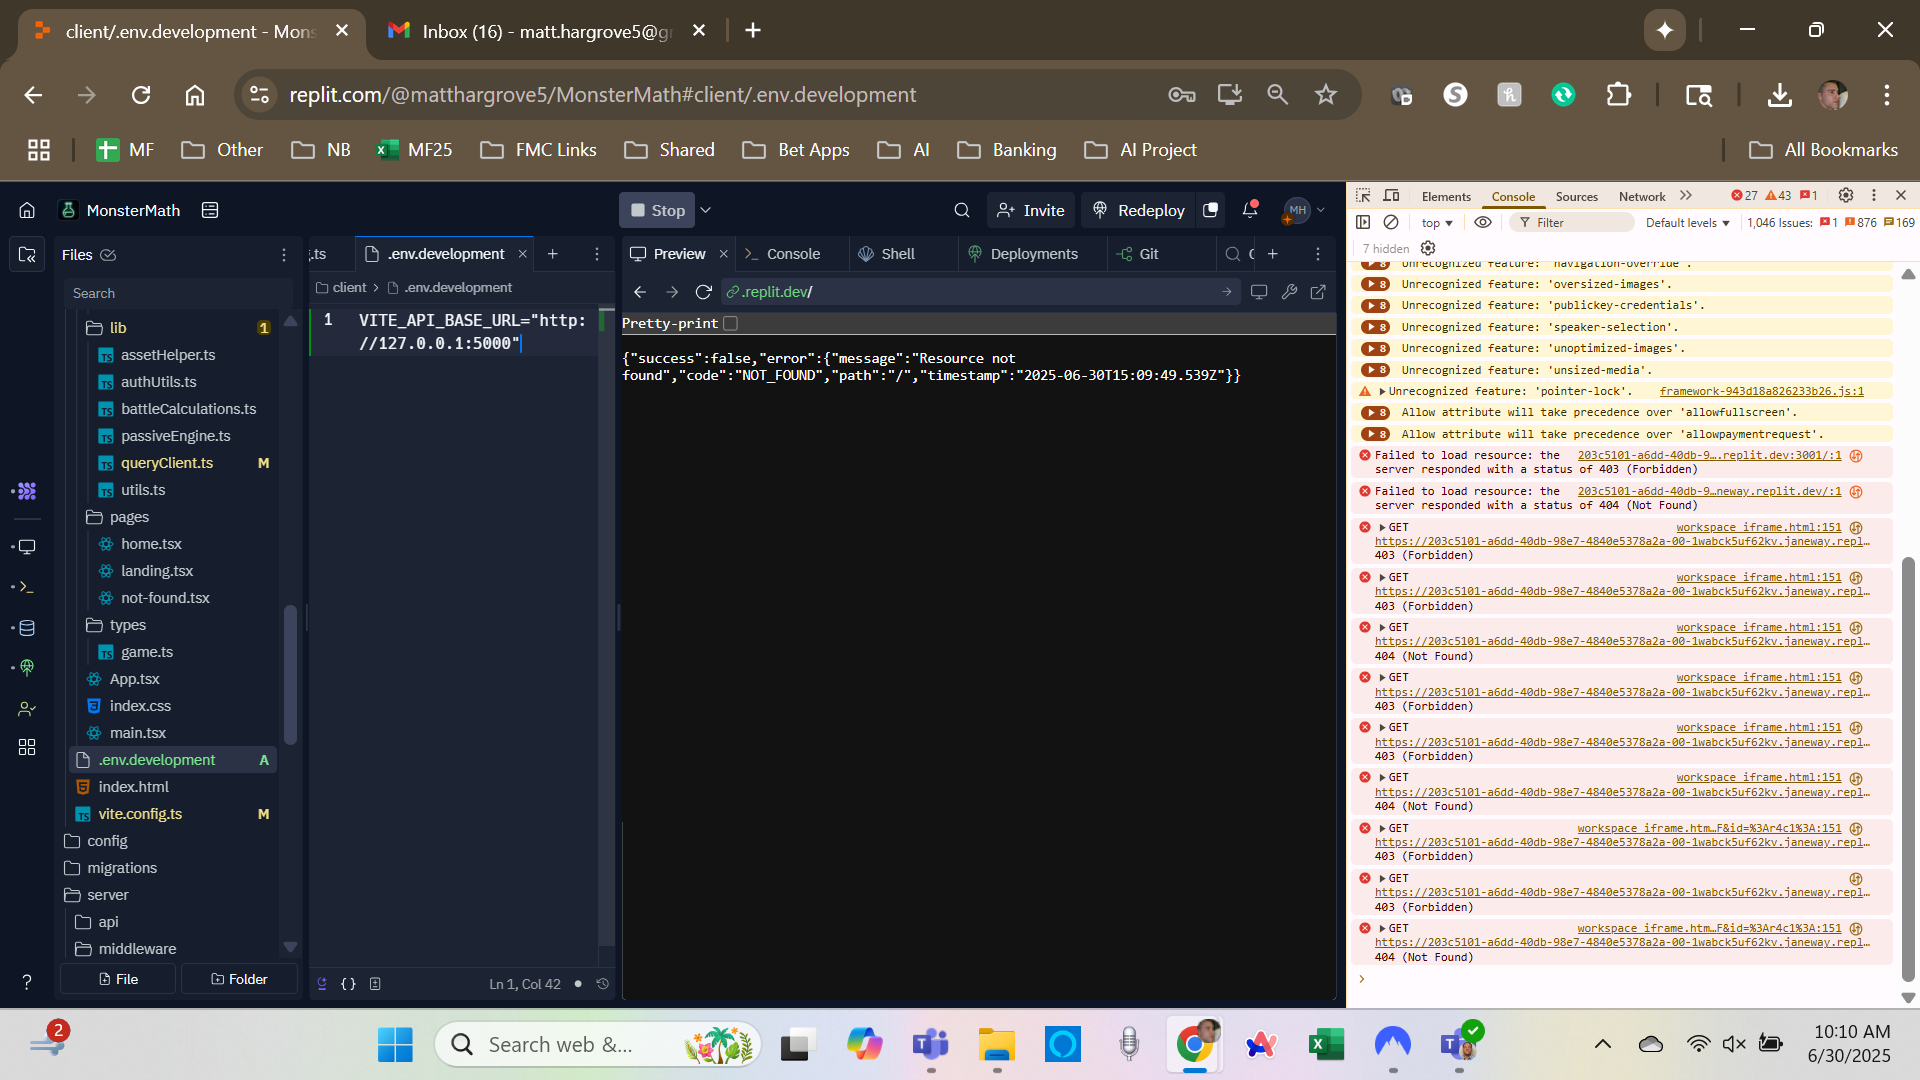 client/.env.development - Mons
Inbox (16) - matt.hargrove5@g
replit.com/@matthargrove5/MonsterMath#client/.env.development
MF
Other
NB
MF25
FMC Links
Shared
Bet Apps
AI
Banking
AI Project
All Bookmarks
MonsterMath
Stop
Invite
Redeploy
MH
Files
Search
lib 1
assetHelper.ts
authUtils.ts
battleCalculations.ts
passiveEngine.ts
queryClient.ts M
utils.ts
pages
home.tsx
landing.tsx
not-found.tsx
types
game.ts
App.tsx
index.css
main.tsx
.env.development A
index.html
vite.config.ts M
config
migrations
server
api
middleware
File
Folder
.ts
.env.development
client > .env.development
1 VITE_API_BASE_URL="http:
//127.0.0.1:5000"
Ln 1, Col 42
Preview
Console
Shell
Deployments
Git
.replit.dev/
Pretty-print
{"success":false,"error":{"message":"Resource not
found","code":"NOT_FOUND","path":"/","timestamp":"2025-06-30T15:09:49.539Z"}}
Elements
Console
Sources
Network
27
43
1
top
Filter
Default levels
1,046 Issues: 1 876 169
7 hidden
8 Unrecognized feature: 'navigation-override'.
8 Unrecognized feature: 'oversized-images'.
8 Unrecognized feature: 'publickey-credentials'.
8 Unrecognized feature: 'speaker-selection'.
8 Unrecognized feature: 'unoptimized-images'.
8 Unrecognized feature: 'unsized-media'.
Unrecognized feature: 'pointer-lock'. framework-943d18a826233b26.js:1
8 Allow attribute will take precedence over 'allowfullscreen'.
8 Allow attribute will take precedence over 'allowpaymentrequest'.
Failed to load resource: the 203c5101-a6dd-40db-9….replit.dev:3001/:1
server responded with a status of 403 (Forbidden)
Failed to load resource: the 203c5101-a6dd-40db-9…neway.replit.dev/:1
server responded with a status of 404 (Not Found)
GET workspace_iframe.html:151
https://203c5101-a6dd-40db-98e7-4840e5378a2a-00-1wabck5uf62kv.janeway.repl…
403 (Forbidden)
GET workspace_iframe.html:151
https://203c5101-a6dd-40db-98e7-4840e5378a2a-00-1wabck5uf62kv.janeway.repl…
403 (Forbidden)
GET workspace_iframe.html:151
https://203c5101-a6dd-40db-98e7-4840e5378a2a-00-1wabck5uf62kv.janeway.repl…
404 (Not Found)
GET workspace_iframe.html:151
https://203c5101-a6dd-40db-98e7-4840e5378a2a-00-1wabck5uf62kv.janeway.repl…
403 (Forbidden)
GET workspace_iframe.html:151
https://203c5101-a6dd-40db-98e7-4840e5378a2a-00-1wabck5uf62kv.janeway.repl…
403 (Forbidden)
GET workspace_iframe.html:151
https://203c5101-a6dd-40db-98e7-4840e5378a2a-00-1wabck5uf62kv.janeway.repl…
404 (Not Found)
GET workspace_iframe.htm…F&id=%3Ar4c1%3A:151
https://203c5101-a6dd-40db-98e7-4840e5378a2a-00-1wabck5uf62kv.janeway.repl…
403 (Forbidden)
GET
https://203c5101-a6dd-40db-98e7-4840e5378a2a-00-1wabck5uf62kv.janeway.repl…
403 (Forbidden)
GET workspace_iframe.htm…F&id=%3Ar4c1%3A:151
https://203c5101-a6dd-40db-98e7-4840e5378a2a-00-1wabck5uf62kv.janeway.repl…
404 (Not Found)
2
Search web &...
10:10 AM
6/30/2025